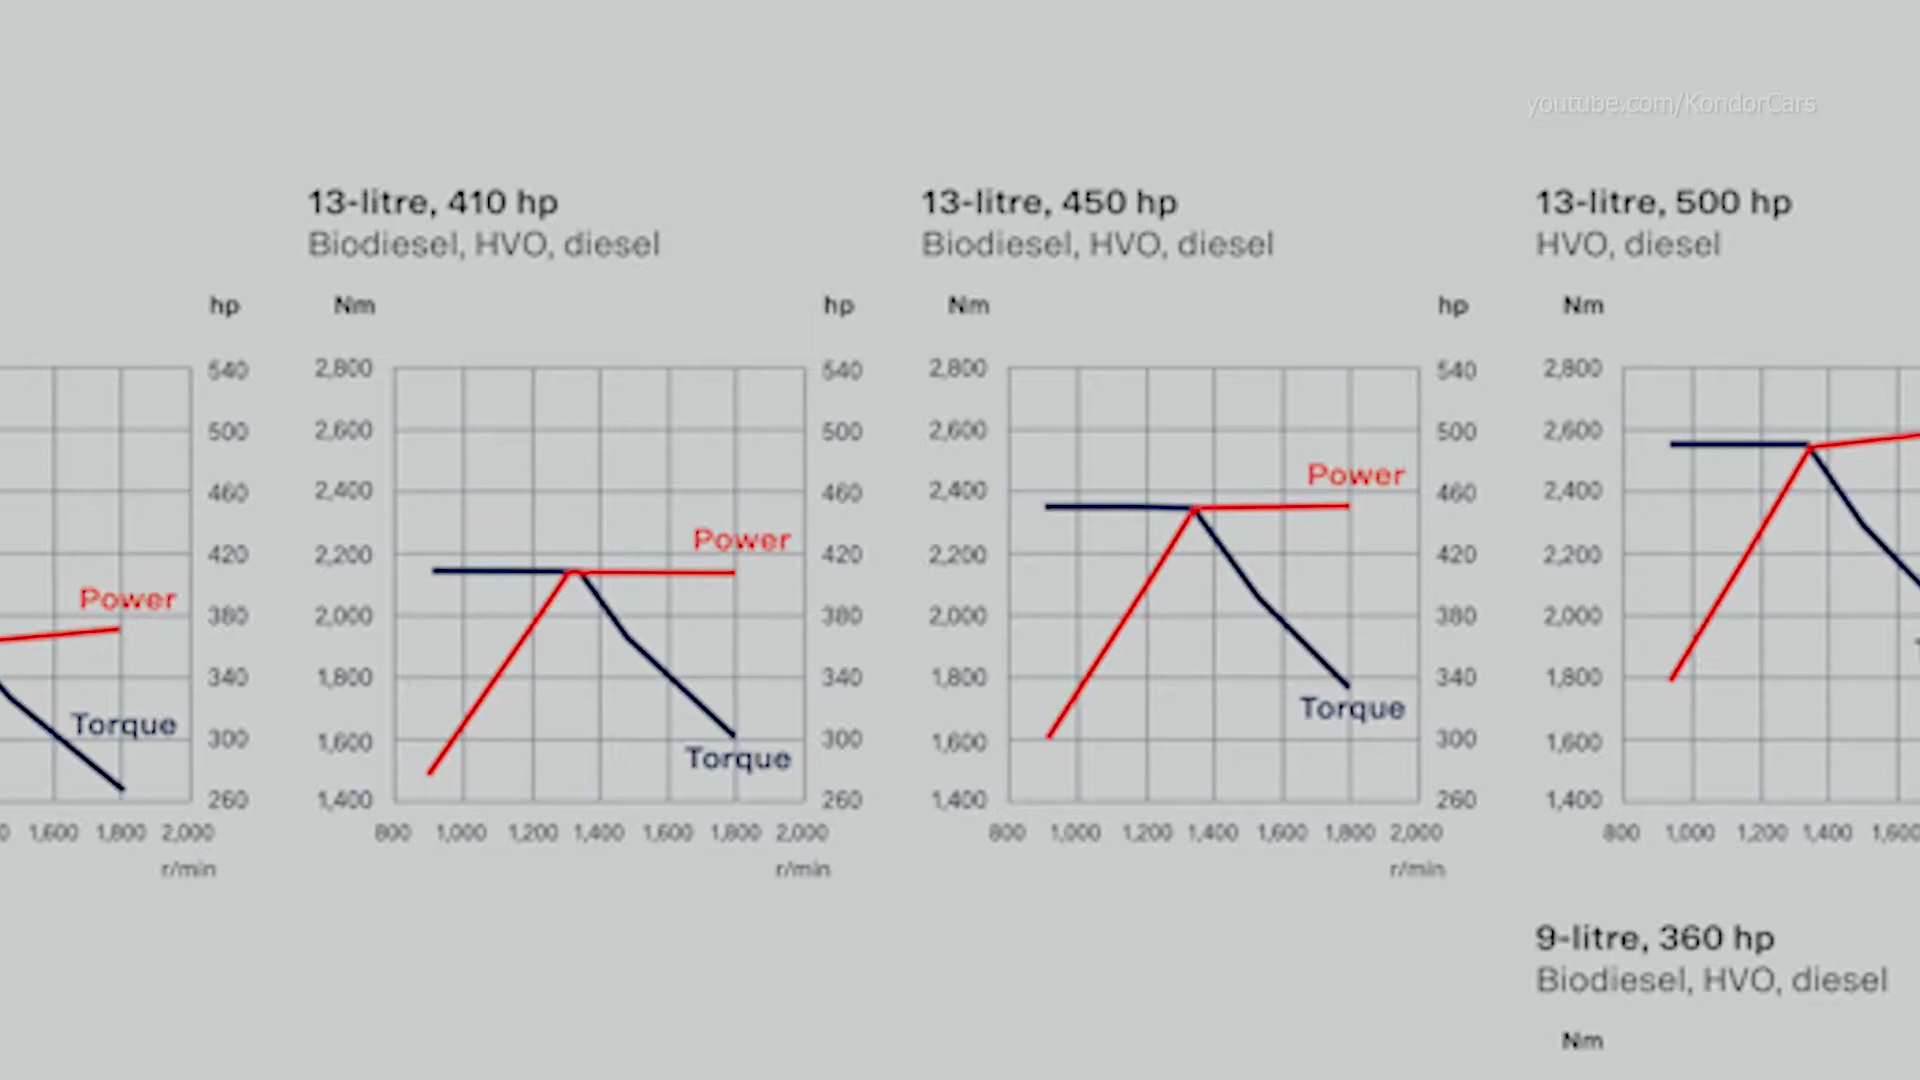 youtube.com/KondorCars
13-litre, 410 hp
Biodiesel, HVO, diesel
13-litre, 450 hp
Biodiesel, HVO, diesel
13-litre, 500 hp
HVO, diesel
hp
540
500
460
420
380
340
300
260
Power
Torque
1,600 1,800 2,000
r/min
Nm
hp
2,800
2,600
2,400
2,200
2,000
1,800
1,600
1,400
540
500
460
420
380
340
300
260
Power
Torque
800 1,000 1,200 1,400 1,600 1,800 2,000
r/min
Nm
hp
2,800
2,600
2,400
2,200
2,000
1,800
1,600
1,400
540
500
460
420
380
340
300
260
Power
Torque
800 1,000 1,200 1,400 1,600 1,800 2,000
r/min
Nm
2,800
2,600
2,400
2,200
2,000
1,800
1,600
1,400
800 1,000 1,200 1,400 1,600
9-litre, 360 hp
Biodiesel, HVO, diesel
Nm